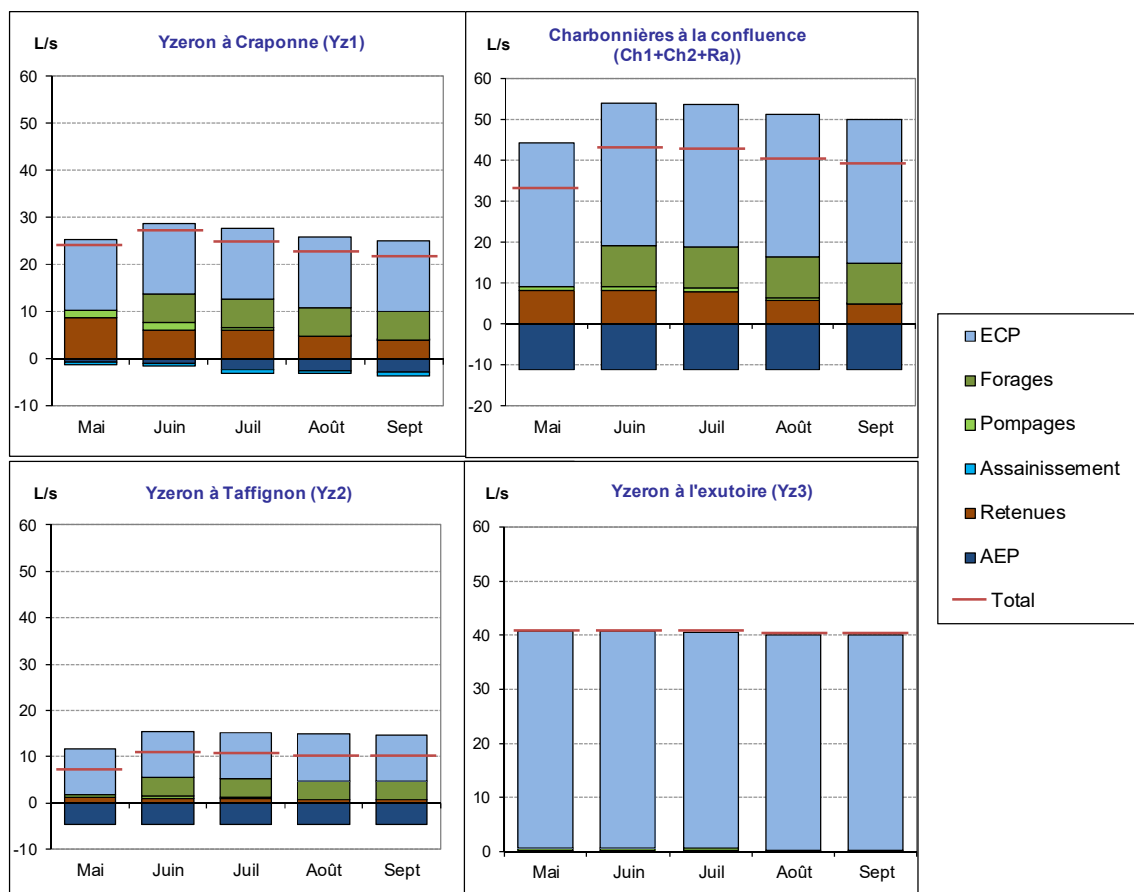 L/s
Yzeron à Craponne (Yz1)
60
50
40
30
20
10
0
-10
Mai Juin Juil Août Sept
L/s
Charbonnières à la confluence
(Ch1+Ch2+Ra))
60
50
40
30
20
10
0
-10
-20
Mai Juin Juil Août Sept
L/s
Yzeron à Taffignon (Yz2)
60
50
40
30
20
10
0
-10
Mai Juin Juil Août Sept
L/s
Yzeron à l'exutoire (Yz3)
60
50
40
30
20
10
0
Mai Juin Juil Août Sept
ECP
Forages
Pompages
Assainissement
Retenues
AEP
Total